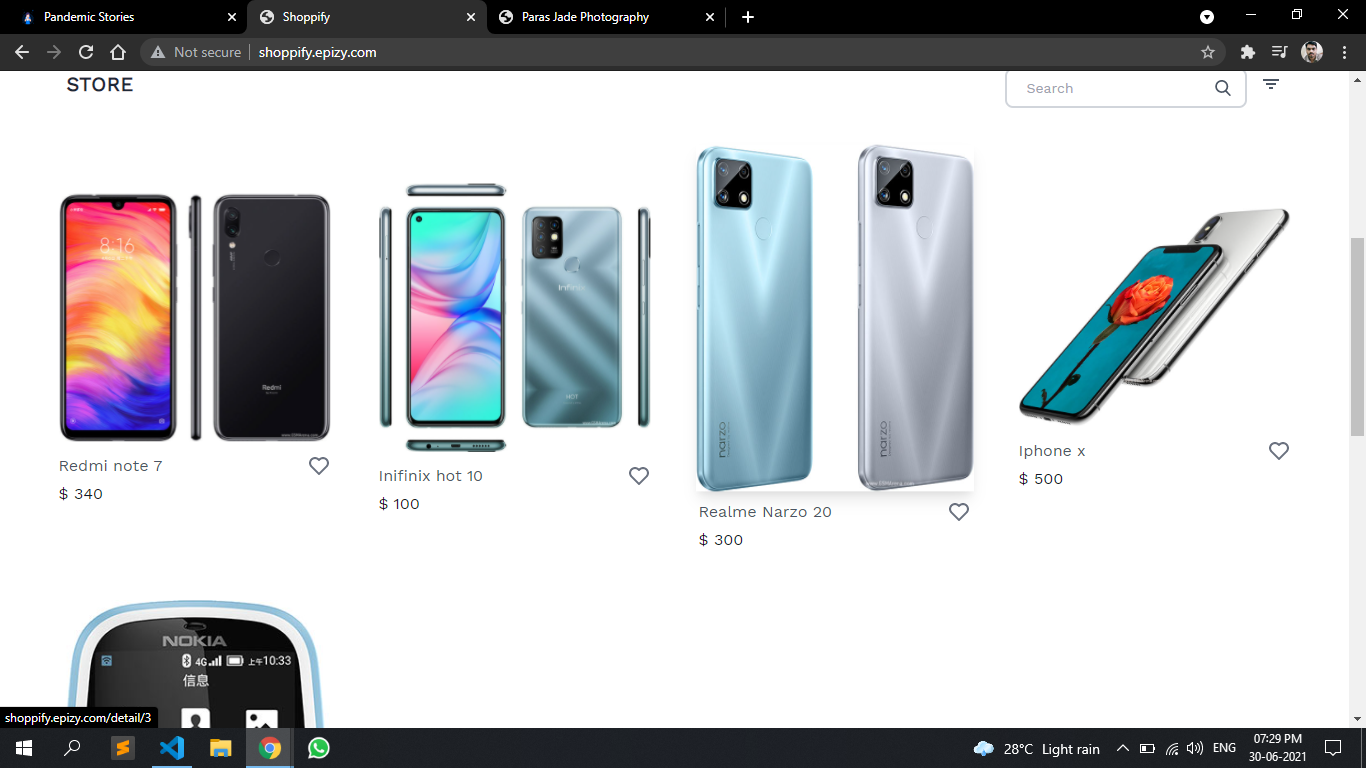 Pandemic Stories
Shoppify
Paras Jade Photography
Not secure
shoppify.epizy.com
STORE
Search
8:16
Redmi
Infinix
HOT
narzo
narzo
Redmi note 7
$ 340
Inifinix hot 10
$ 100
Realme Narzo 20
$ 300
Iphone x
$ 500
NOKIA
4G
上午10:33
信息
shoppify.epizy.com/detail/3
28°C Light rain
ENG
07:29 PM
30-06-2021